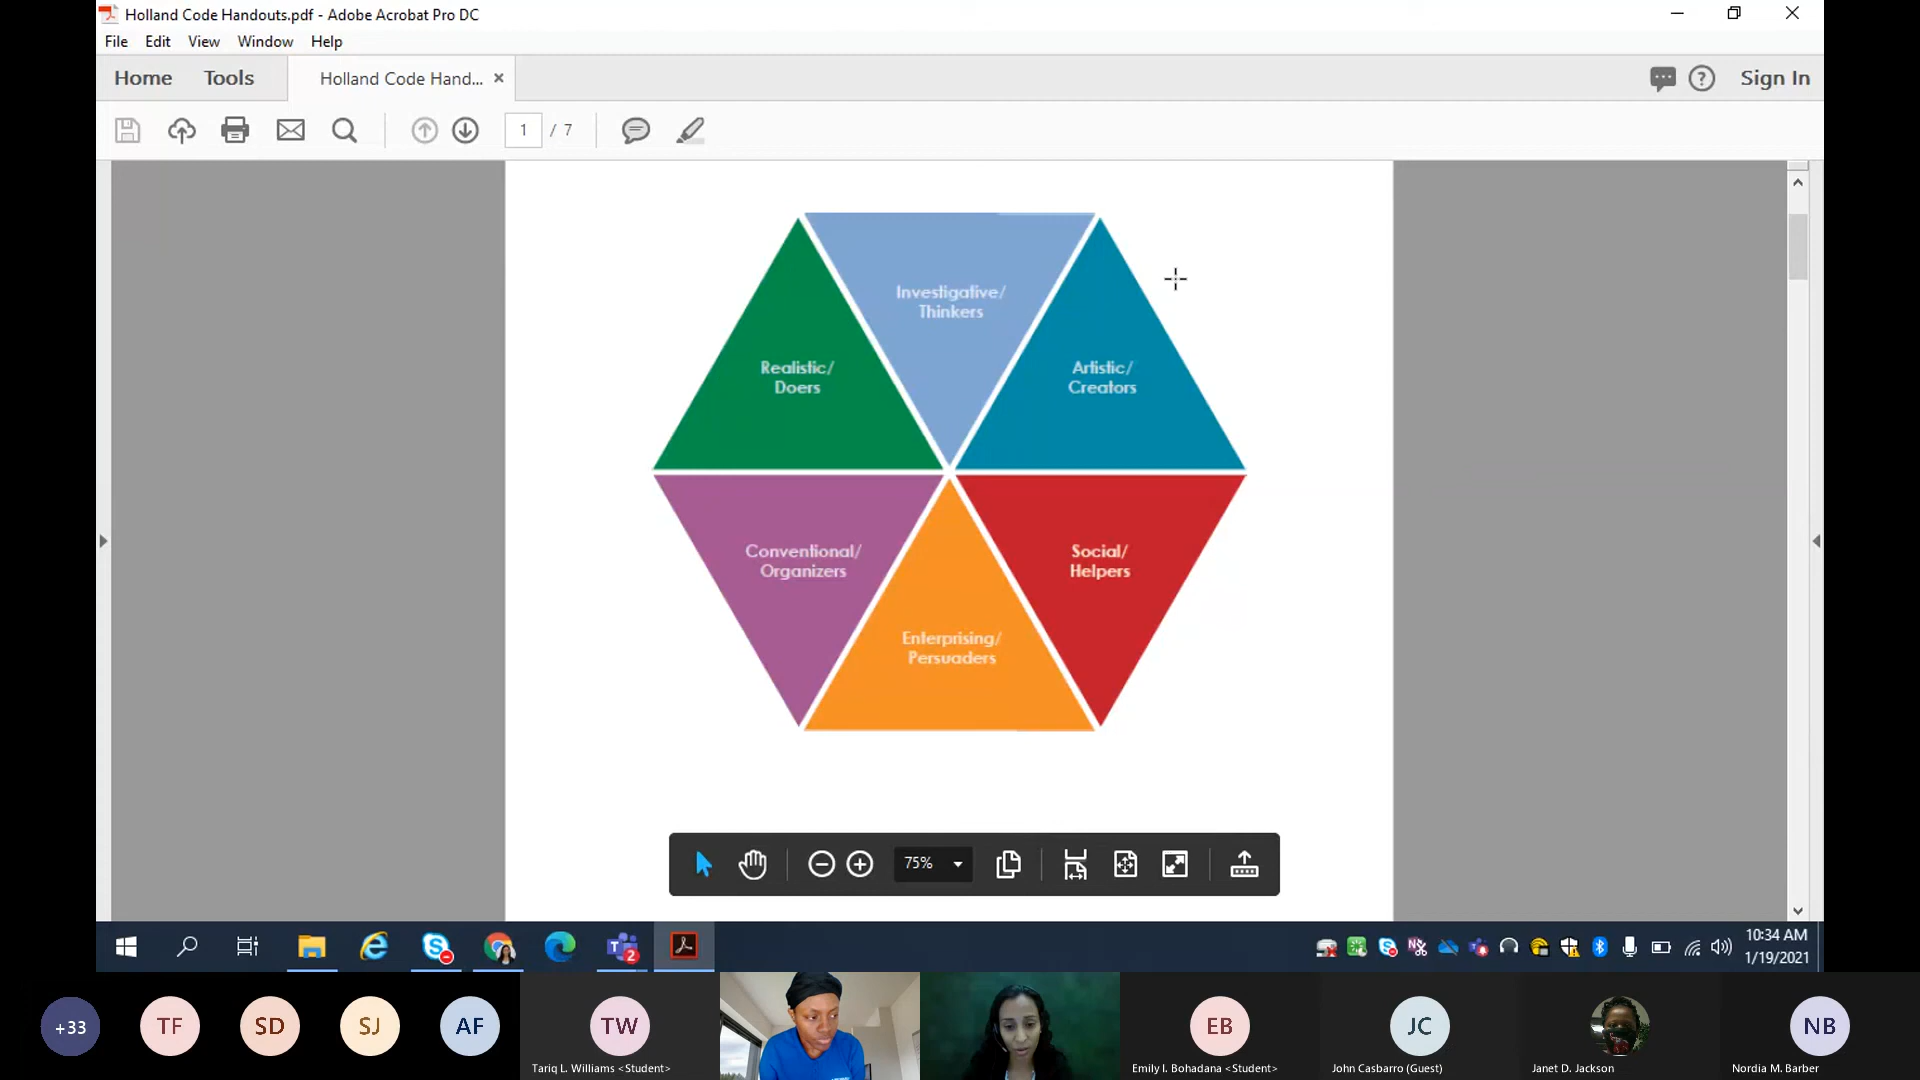 Holland Code Handouts.pdf - Adobe Acrobat Pro DC
File Edit View Window Help
Home Tools Holland Code Hand... × Sign In
1 / 7
Investigative/
Thinkers
Realistic/
Doers
Artistic/
Creators
Conventional/
Organizers
Social/
Helpers
Enterprising/
Persuaders
75%
2
10:34 AM
1/19/2021
+33 TF SD SJ AF TW EB JC NB
Tariq L. Williams <Student> Emily I. Bohadana <Student> John Casbarro (Guest) Janet D. Jackson Nordia M. Barber